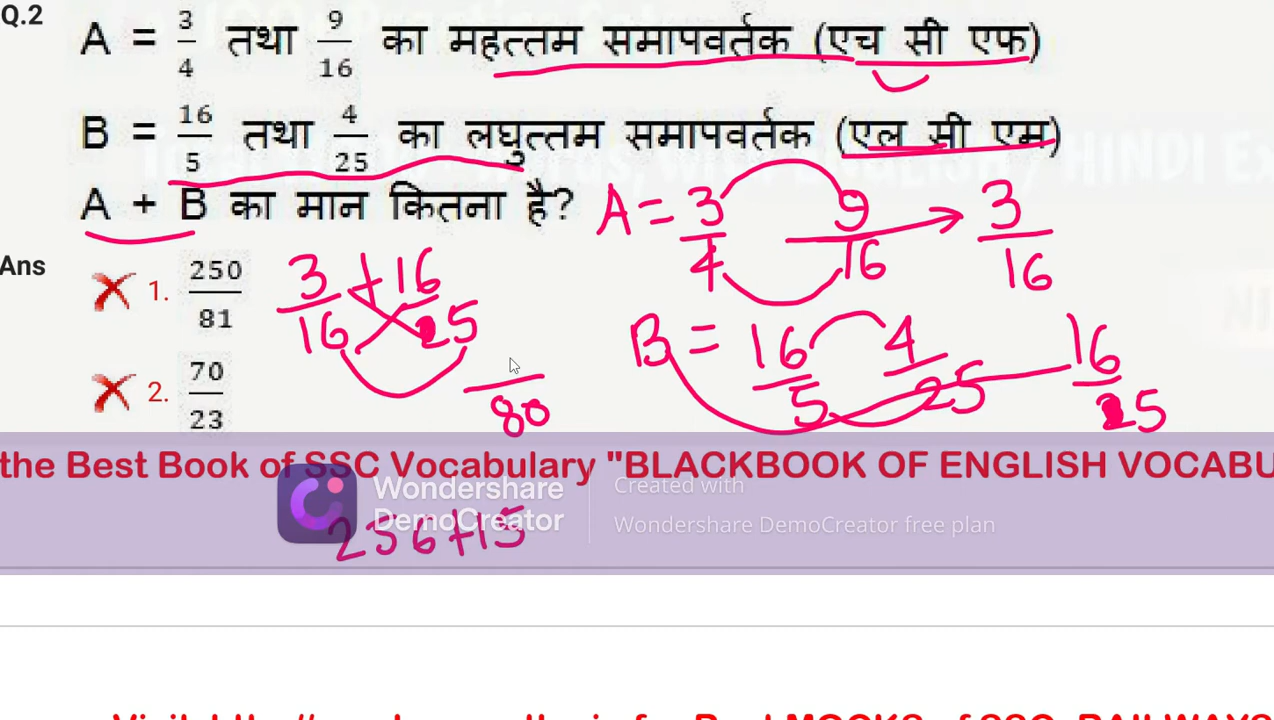 Q.2
A = 3/4 तथा 9/16 का महत्तम समापवर्तक (एच सी एफ)
B = 16/5 तथा 4/25 का लघुत्तम समापवर्तक (एल सी एम)
A + B का मान कितना है?
A = 3/4 9/16 → 3/16
Ans
1. 250/81
3/16 + 16/5
B = 16/5 4/25 16/5
2. 70/23
80
the Best Book of SSC Vocabulary "BLACKBOOK OF ENGLISH VOCABU
Wondershare DemoCreator
Created with
Wondershare DemoCreator free plan
256+15